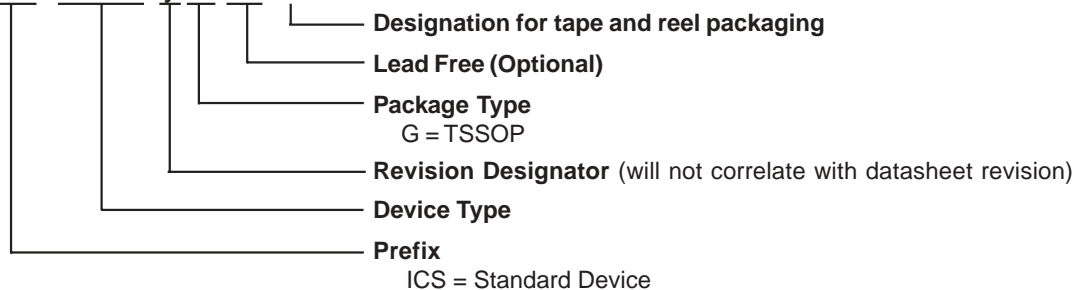 Designation for tape and reel packaging
Lead Free (Optional)
Package Type
G = TSSOP
Revision Designator (will not correlate with datasheet revision)
Device Type
Prefix
ICS = Standard Device